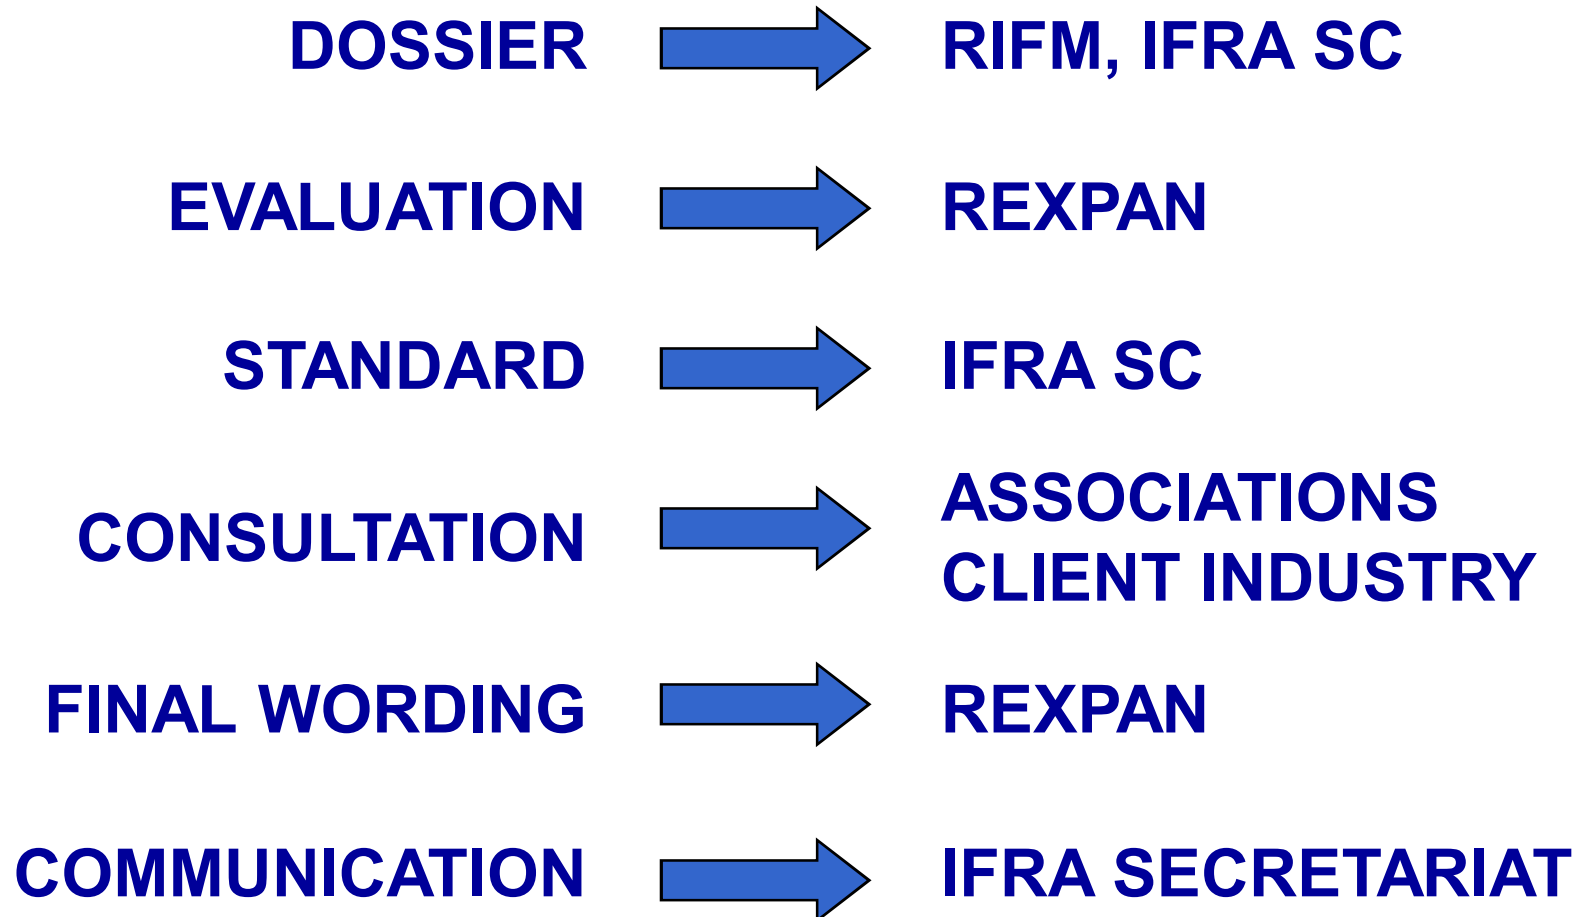 DOSSIER RIFM, IFRA SC
EVALUATION REXPAN
STANDARD IFRA SC
CONSULTATION ASSOCIATIONS
CLIENT INDUSTRY
FINAL WORDING REXPAN
COMMUNICATION IFRA SECRETARIAT